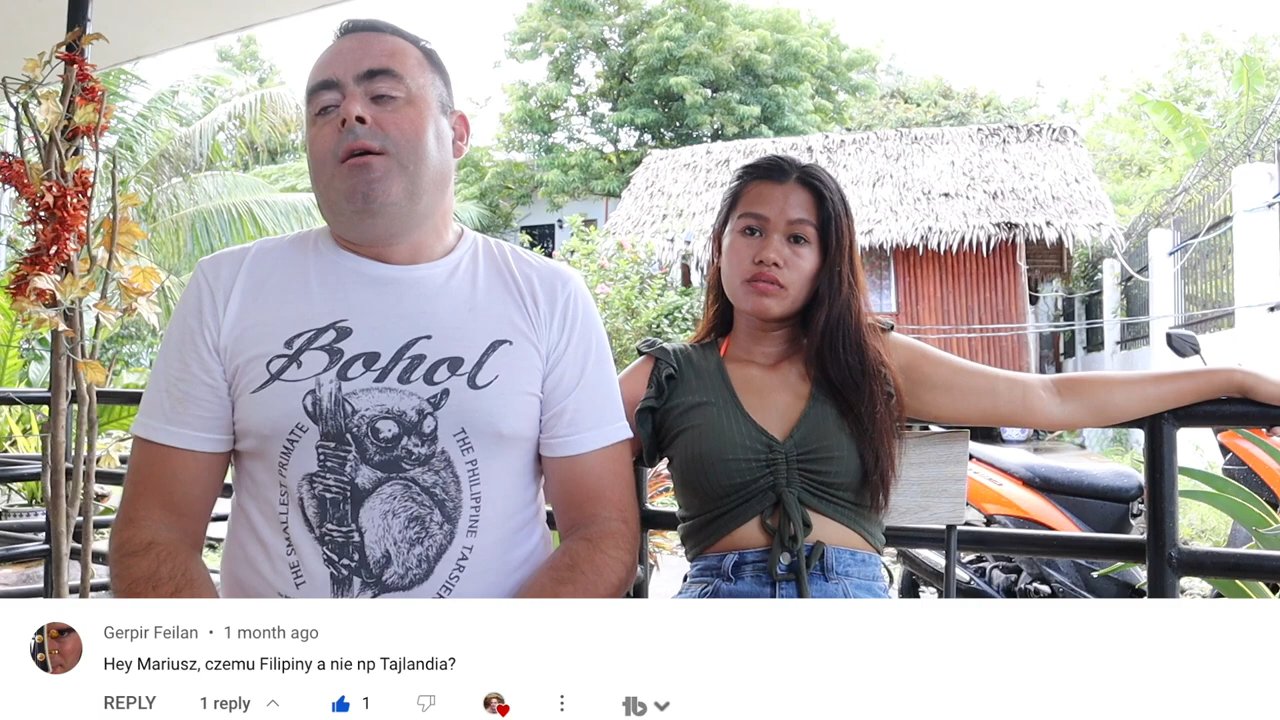 Bohol
THE SMALLEST PRIMATE
THE PHILIPPINE TARSIER
Gerpir Feilan • 1 month ago
Hey Mariusz, czemu Filipiny a nie np Tajlandia?
REPLY 1 reply 1
tb